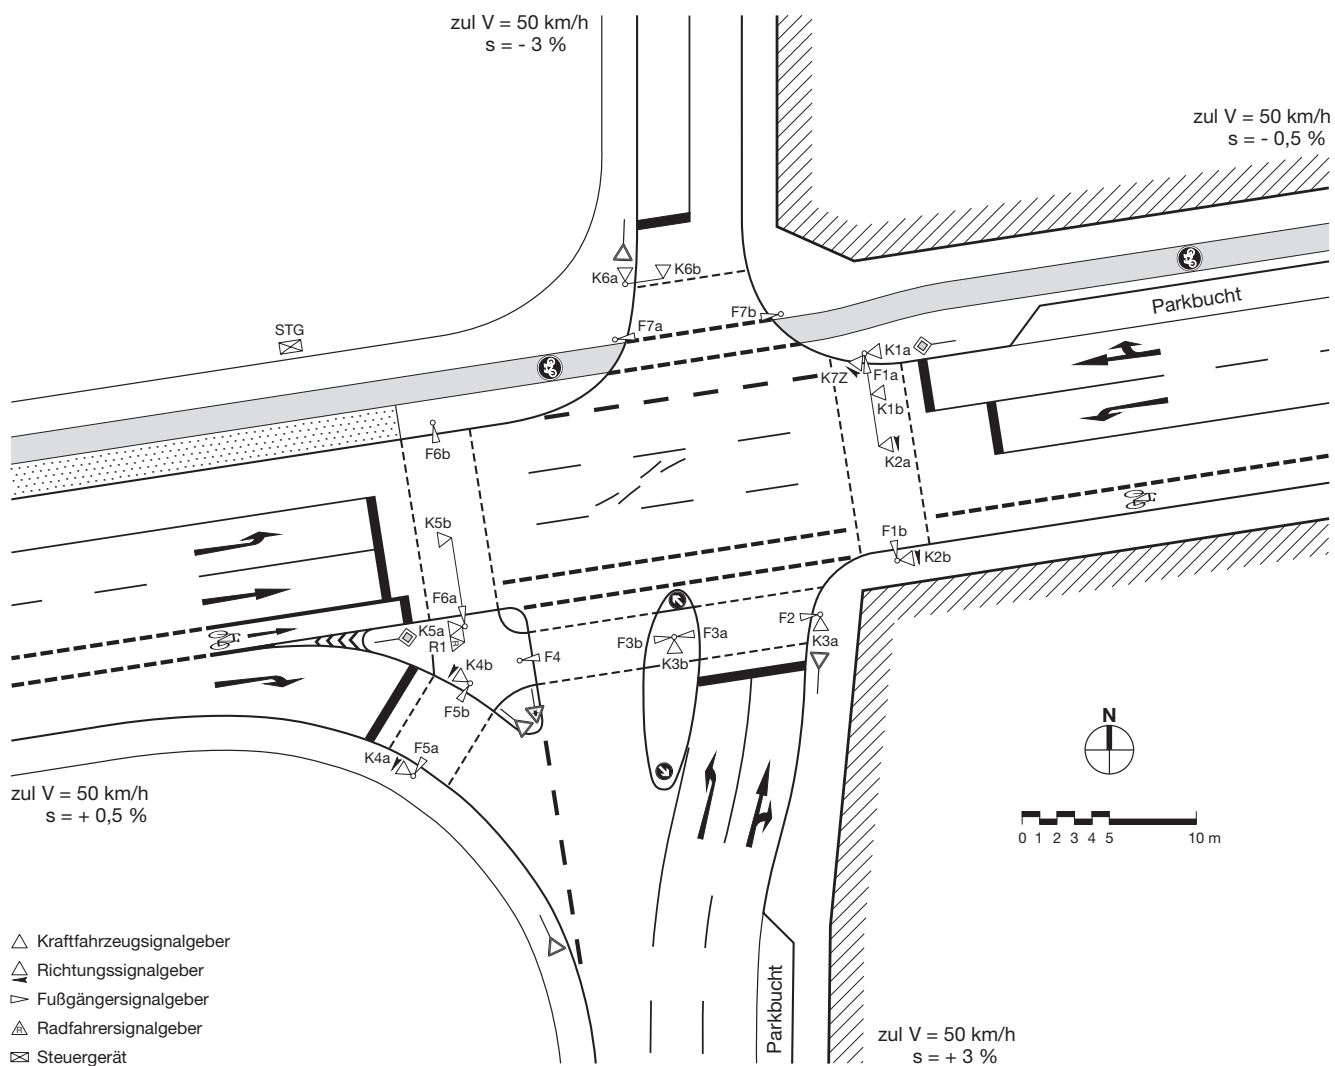 zul V = 50 km/h
s = - 3 %
zul V = 50 km/h
s = - 0,5 %
K6a
K6b
STG
F7a
F7b
Parkbucht
K1a
K7Z
F1a
K1b
K2a
F6b
K5b
F1b
K2b
F6a
K5a
R1
R
F2
K3a
F3b
F3a
K3b
F4
K4b
F5b
K4a
F5a
N
zul V = 50 km/h
s = + 0,5 %
0 1 2 3 4 5 10 m
Kraftfahrzeugsignalgeber
Richtungssignalgeber
Fußgängersignalgeber
R Radfahrersignalgeber
Steuergerät
Parkbucht
zul V = 50 km/h
s = + 3 %